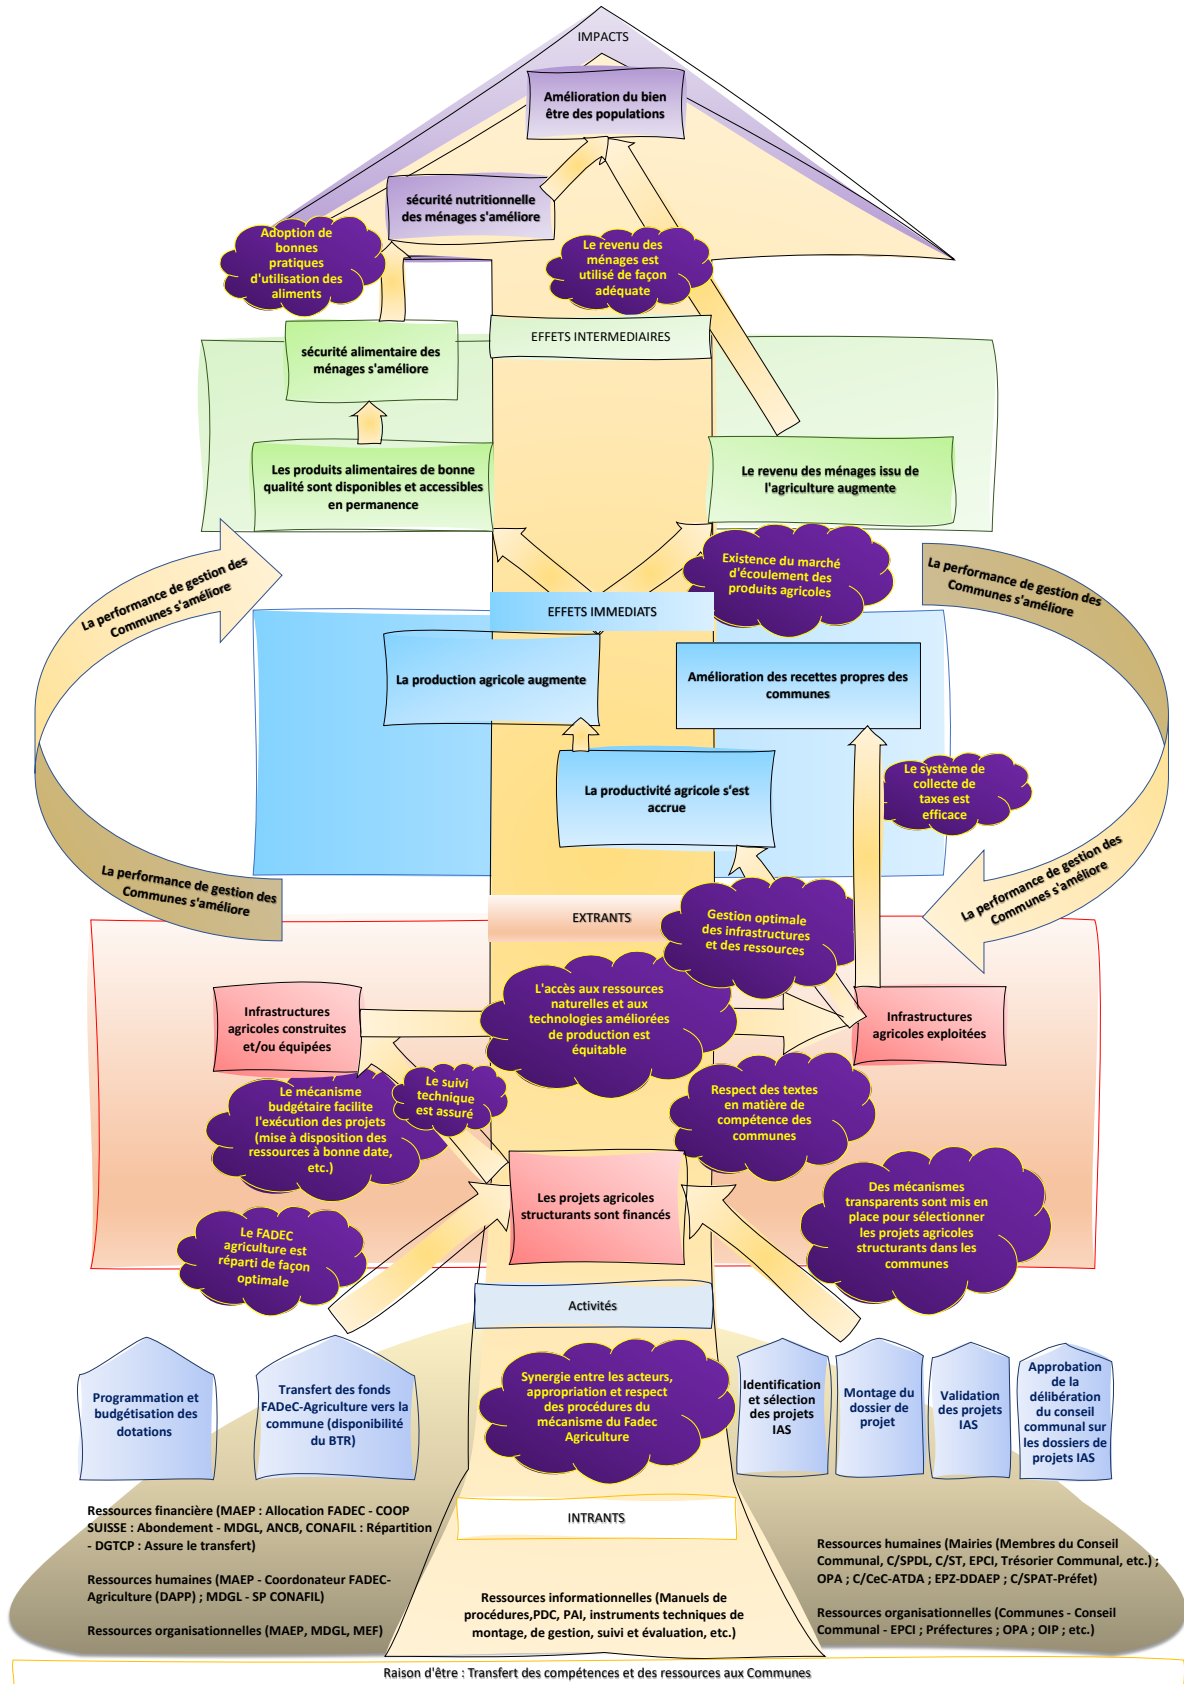 IMPACTS
Amélioration du bien
être des populations
sécurité nutritionnelle
des ménages s'améliore
Adoption de
bonnes
pratiques
d'utilisation des
aliments
Le revenu des
ménages est
utilisé de façon
adéquate
EFFETS INTERMEDIAIRES
sécurité alimentaire des
ménages s'améliore
Les produits alimentaires de bonne
qualité sont disponibles et accessibles
en permanence
Le revenu des ménages issu de
l'agriculture augmente
La performance de gestion des
Communes s'améliore
Existence du marché
d'écoulement des
produits agricoles
La performance de gestion des
Communes s'améliore
EFFETS IMMEDIATS
La production agricole augmente
Amélioration des recettes propres des
communes
La productivité agricole s'est
accrue
Le système de
collecte de
taxes est
efficace
La performance de gestion des
Communes s'améliore
La performance de gestion des
Communes s'améliore
EXTRANTS
Gestion optimale
des infrastructures
et des ressources
Infrastructures
agricoles construites
et/ou équipées
L'accès aux ressources
naturelles et aux
technologies améliorées
de production est
équitable
Infrastructures
agricoles exploitées
Le mécanisme
budgétaire facilite
l'exécution des projets
(mise à disposition des
ressources à bonne date,
etc.)
Le suivi
technique
est assuré
Respect des textes
en matière de
compétence des
communes
Les projets agricoles
structurants sont financés
Des mécanismes
transparents sont mis en
place pour sélectionner
les projets agricoles
structurants dans les
communes
Le FADEC
agriculture est
réparti de façon
optimale
Activités
Programmation et
budgétisation des
dotations
Transfert des fonds
FADeC-Agriculture vers la
commune (disponibilité
du BTR)
Synergie entre les acteurs,
appropriation et respect
des procédures du
mécanisme du Fadec
Agriculture
Identification
et sélection
des projets
IAS
Montage du
dossier de
projet
Validation
des projets
IAS
Approbation
de la
délibération
du conseil
communal sur
les dossiers de
projets IAS
INTRANTS
Ressources financière (MAEP : Allocation FADEC - COOP
SUISSE : Abondement - MDGL, ANCB, CONAFIL : Répartition
- DGTCP : Assure le transfert)
Ressources humaines (MAEP - Coordonateur FADEC-
Agriculture (DAPP) ; MDGL - SP CONAFIL)
Ressources organisationnelles (MAEP, MDGL, MEF)
Ressources informationnelles (Manuels de
procédures,PDC, PAI, instruments techniques de
montage, de gestion, suivi et évaluation, etc.)
Ressources humaines (Mairies (Membres du Conseil
Communal, C/SPDL, C/ST, EPCI, Trésorier Communal, etc.) ;
OPA ; C/CeC-ATDA ; EPZ-DDAEP ; C/SPAT-Préfet)
Ressources organisationnelles (Communes - Conseil
Communal - EPCI ; Préfectures ; OPA ; OIP ; etc.)
Raison d'être : Transfert des compétences et des ressources aux Communes